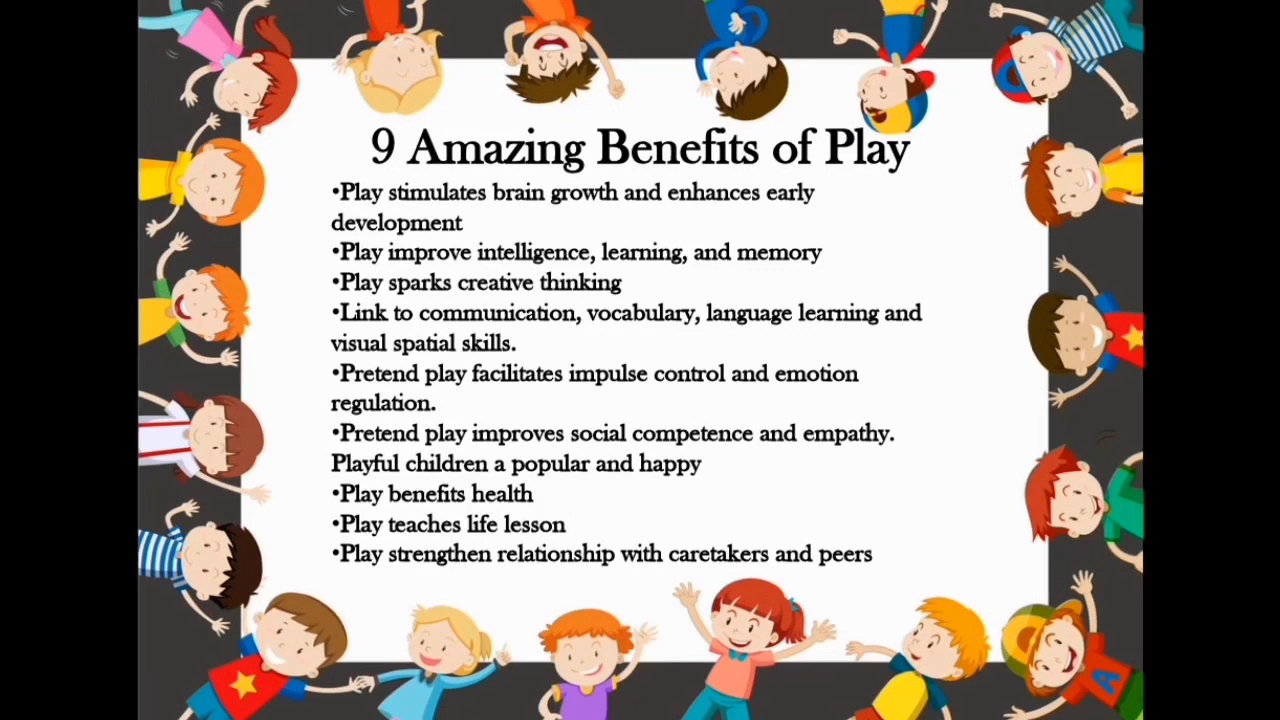 9 Amazing Benefits of Play
•Play stimulates brain growth and enhances early
development
•Play improve intelligence, learning, and memory
•Play sparks creative thinking
•Link to communication, vocabulary, language learning and
visual spatial skills.
•Pretend play facilitates impulse control and emotion
regulation.
•Pretend play improves social competence and empathy.
Playful children a popular and happy
•Play benefits health
•Play teaches life lesson
•Play strengthen relationship with caretakers and peers
A